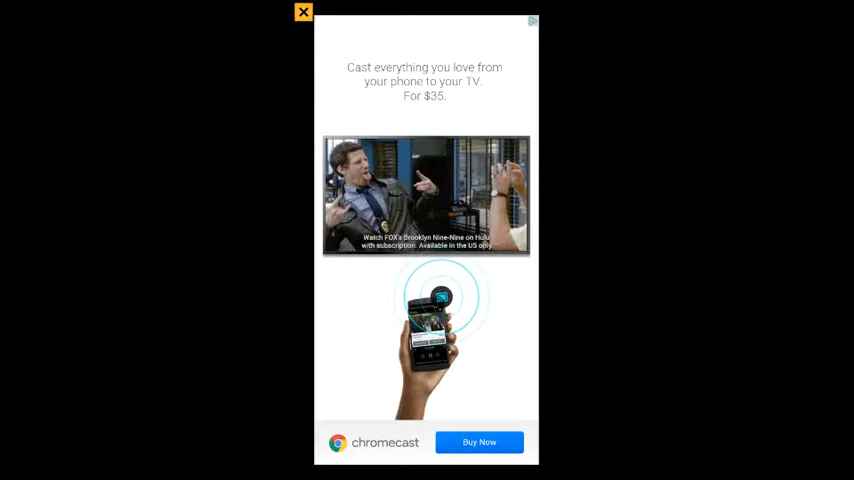 Cast everything you love from
your phone to your TV.
For $35.
Watch FOX's Brooklyn Nine-Nine on Hulu
with subscription. Available in the US only.
chromecast
Buy Now